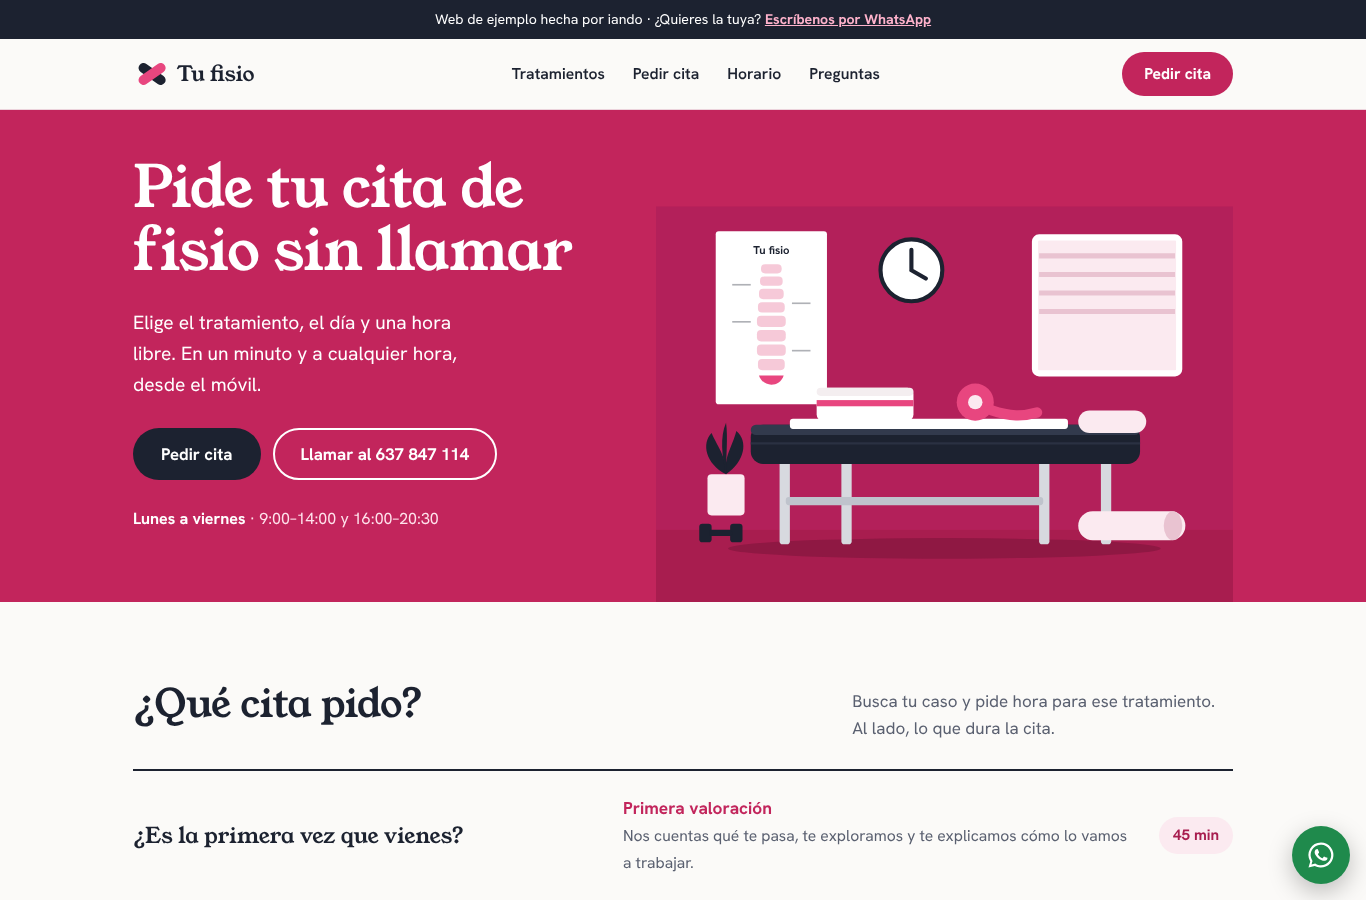 Web de ejemplo hecha por iando · ¿Quieres la tuya? Escríbenos por WhatsApp
Tu fisio
Tratamientos
Pedir cita
Horario
Preguntas
Pedir cita
Pide tu cita de
fisio sin llamar
Elige el tratamiento, el día y una hora
libre. En un minuto y a cualquier hora,
desde el móvil.
Pedir cita
Llamar al 637 847 114
Lunes a viernes · 9:00–14:00 y 16:00–20:30
Tu fisio
¿Qué cita pido?
Busca tu caso y pide hora para ese tratamiento.
Al lado, lo que dura la cita.
¿Es la primera vez que vienes?
Primera valoración
Nos cuentas qué te pasa, te exploramos y te explicamos cómo lo vamos
a trabajar.
45 min